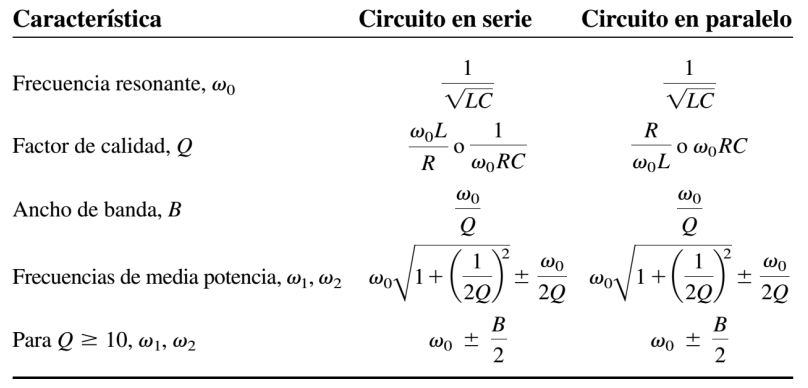 Característica Circuito en serie Circuito en paralelo
Frecuencia resonante, ω₀ 1/√LC 1/√LC
Factor de calidad, Q ω₀L/R o 1/ω₀RC R/ω₀L o ω₀RC
Ancho de banda, B ω₀/Q ω₀/Q
Frecuencias de media potencia, ω₁, ω₂ ω₀√(1 + (1/2Q)²) ± ω₀/2Q ω₀√(1 + (1/2Q)²) ± ω₀/2Q
Para Q ≥ 10, ω₁, ω₂ ω₀ ± B/2 ω₀ ± B/2